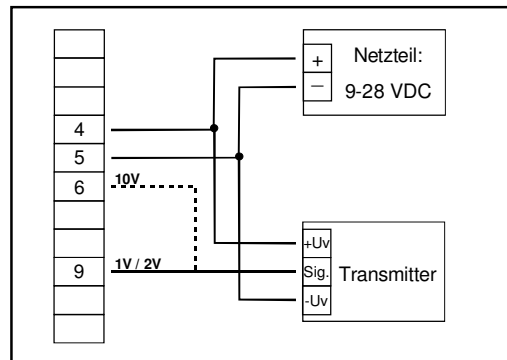 4
5
6
9
10V
1V / 2V
+
−
Netzteil:
9-28 VDC
+Uv
Sig.
-Uv
Transmitter